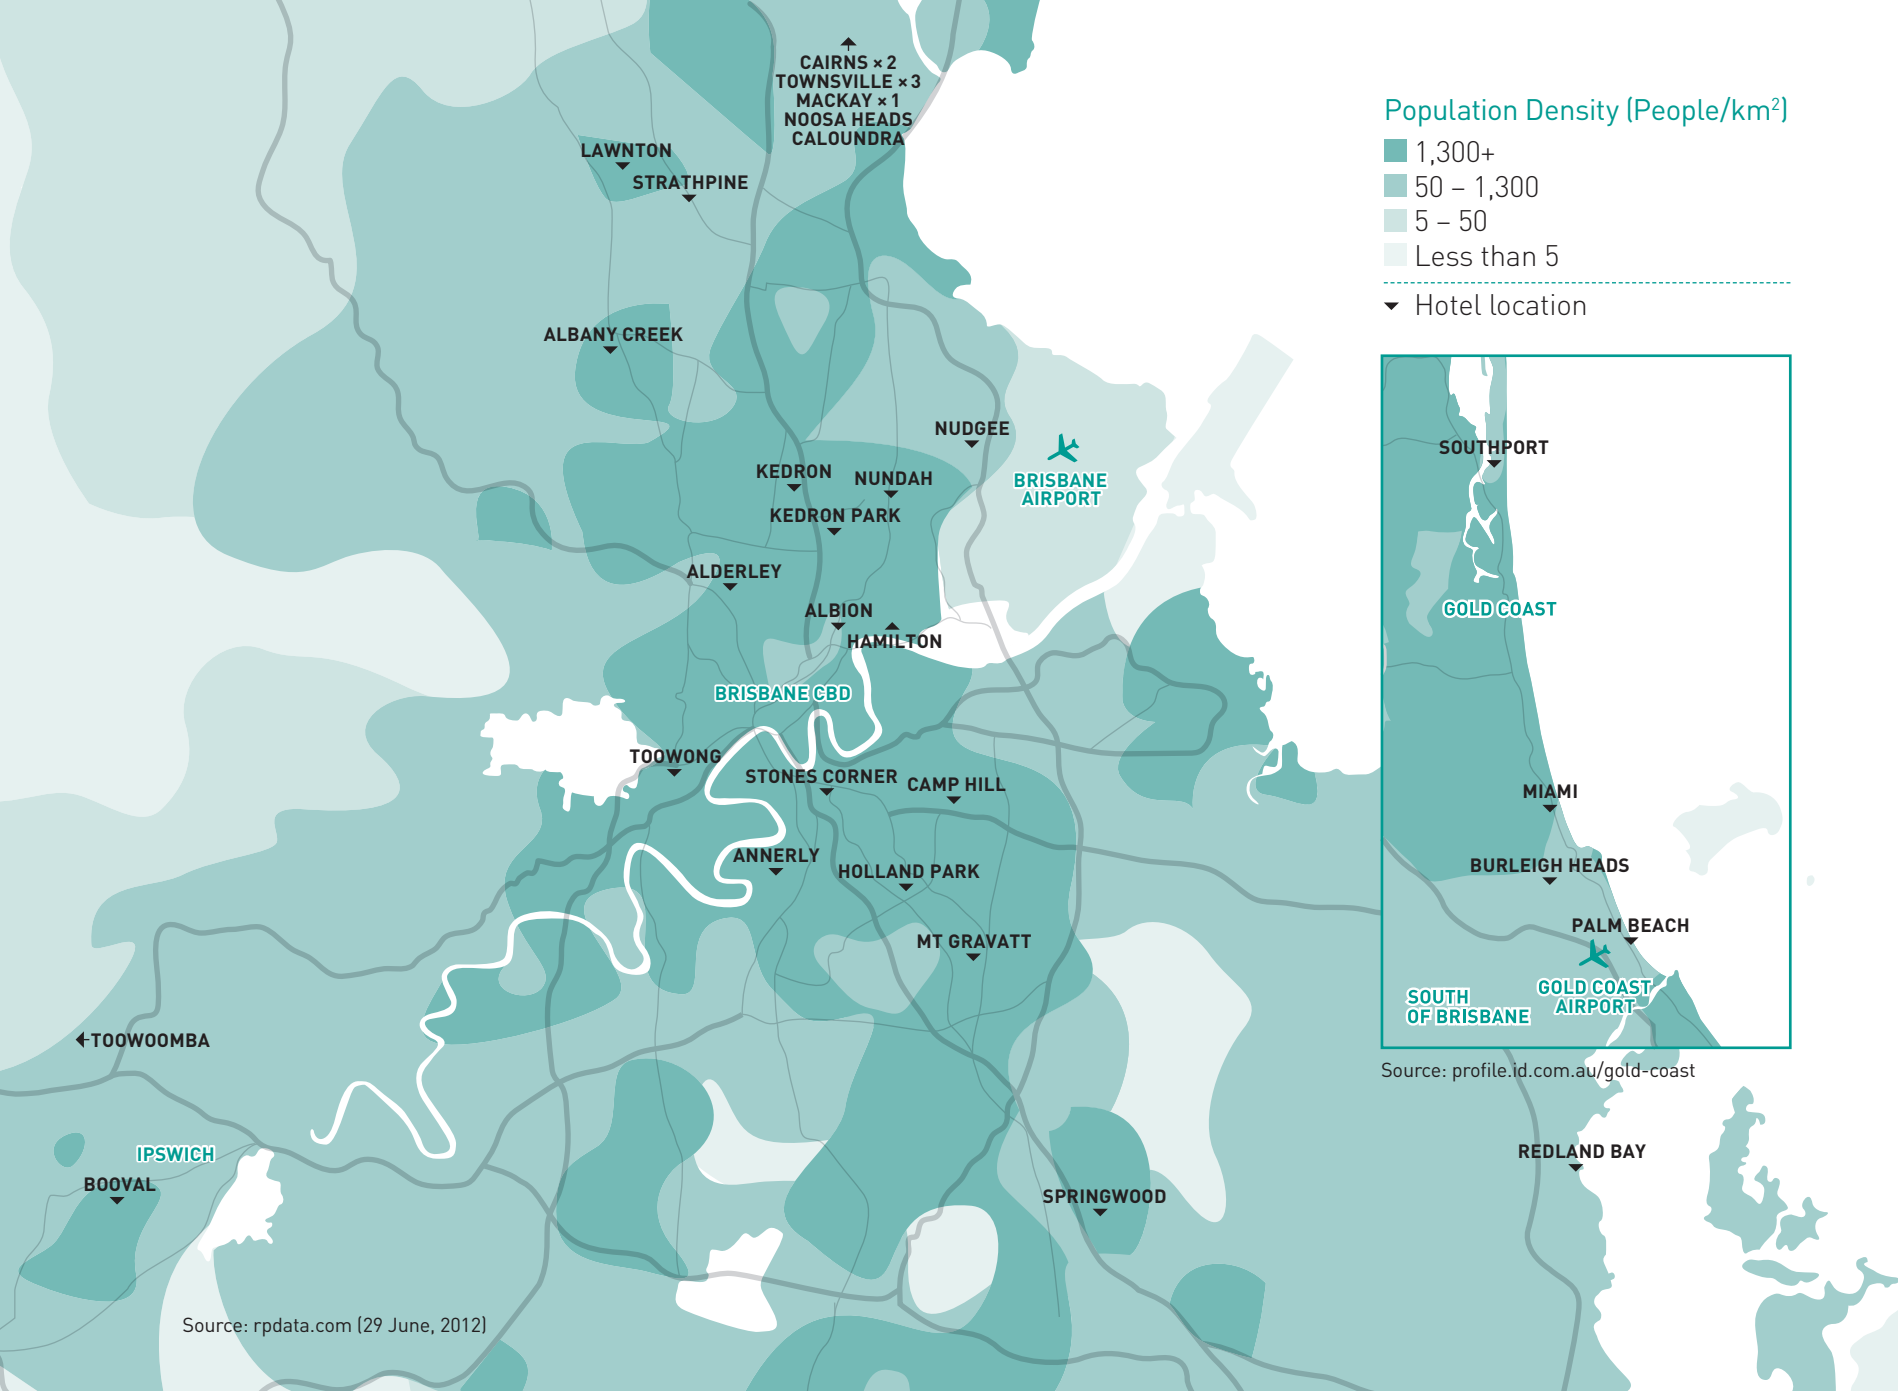 CAIRNS × 2
TOWNSVILLE × 3
MACKAY × 1
NOOSA HEADS
CALOUNDRA
LAWNTON
STRATHPINE
ALBANY CREEK
NUDGEE
KEDRON
NUNDAH
BRISBANE
AIRPORT
KEDRON PARK
ALDERLEY
ALBION
HAMILTON
BRISBANE CBD
TOOWONG
STONES CORNER
CAMP HILL
ANNERLY
HOLLAND PARK
MT GRAVATT
TOOWOOMBA
IPSWICH
BOOVAL
SPRINGWOOD
REDLAND BAY
Source: rpdata.com (29 June, 2012)
Population Density (People/km²)
1,300+
50 – 1,300
5 – 50
Less than 5
Hotel location
SOUTHPORT
GOLD COAST
MIAMI
BURLEIGH HEADS
PALM BEACH
GOLD COAST
AIRPORT
SOUTH
OF BRISBANE
Source: profile.id.com.au/gold-coast